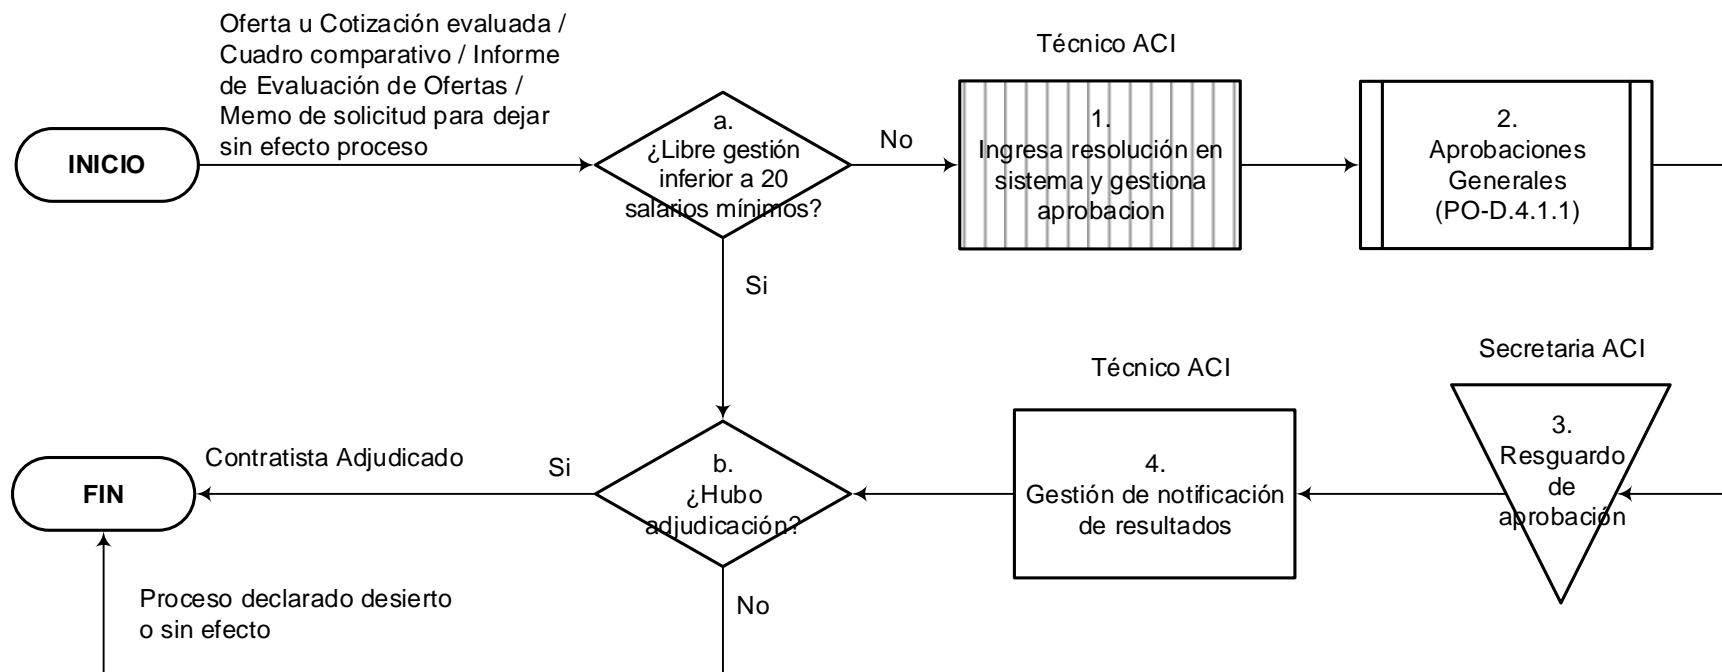 Oferta u Cotización evaluada /
Cuadro comparativo / Informe
de Evaluación de Ofertas /
Memo de solicitud para dejar
sin efecto proceso
INICIO
a.
¿Libre gestión
inferior a 20
salarios mínimos?
No
Si
Técnico ACI
1.
Ingresa resolución en
sistema y gestiona
aprobacion
2.
Aprobaciones
Generales
(PO-D.4.1.1)
Secretaria ACI
3.
Resguardo
de
aprobación
Técnico ACI
4.
Gestión de notificación
de resultados
b.
¿Hubo
adjudicación?
Si
Contratista Adjudicado
FIN
No
Proceso declarado desierto
o sin efecto